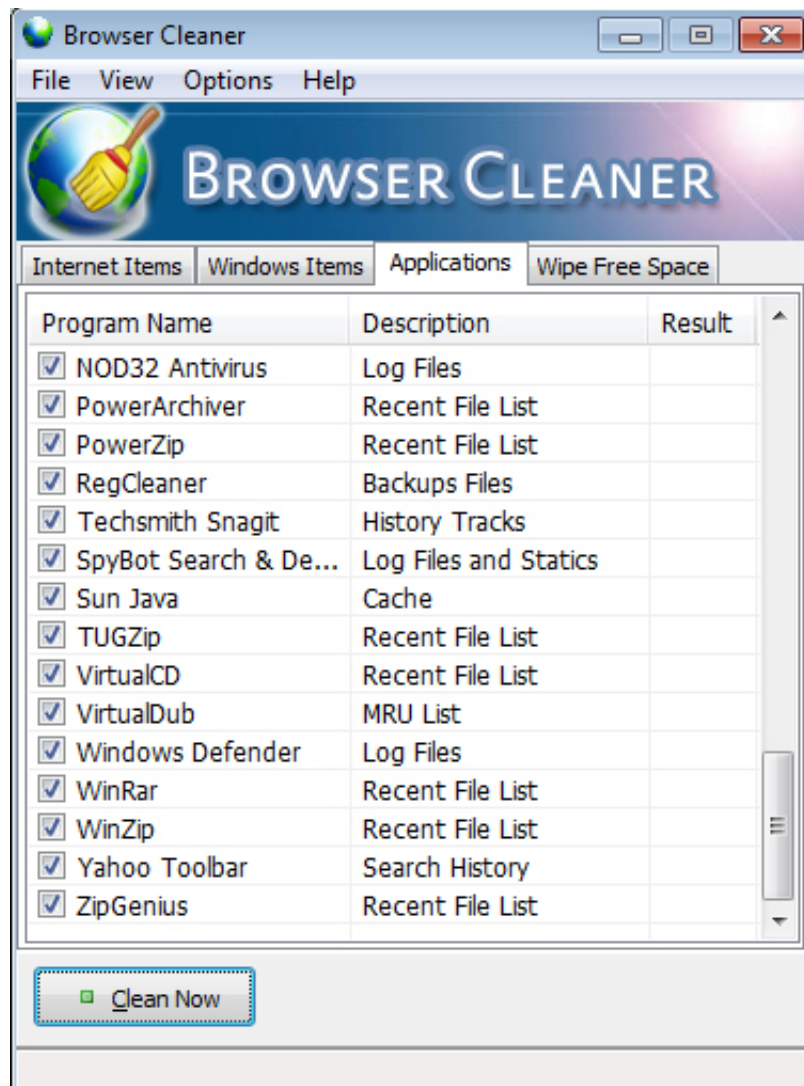 Browser Cleaner
File View Options Help
BROWSER CLEANER
Internet Items Windows Items Applications Wipe Free Space
Program Name Description Result
NOD32 Antivirus Log Files
PowerArchiver Recent File List
PowerZip Recent File List
RegCleaner Backups Files
Techsmith Snagit History Tracks
SpyBot Search & De... Log Files and Statics
Sun Java Cache
TUGZip Recent File List
VirtualCD Recent File List
VirtualDub MRU List
Windows Defender Log Files
WinRar Recent File List
WinZip Recent File List
Yahoo Toolbar Search History
ZipGenius Recent File List
Clean Now